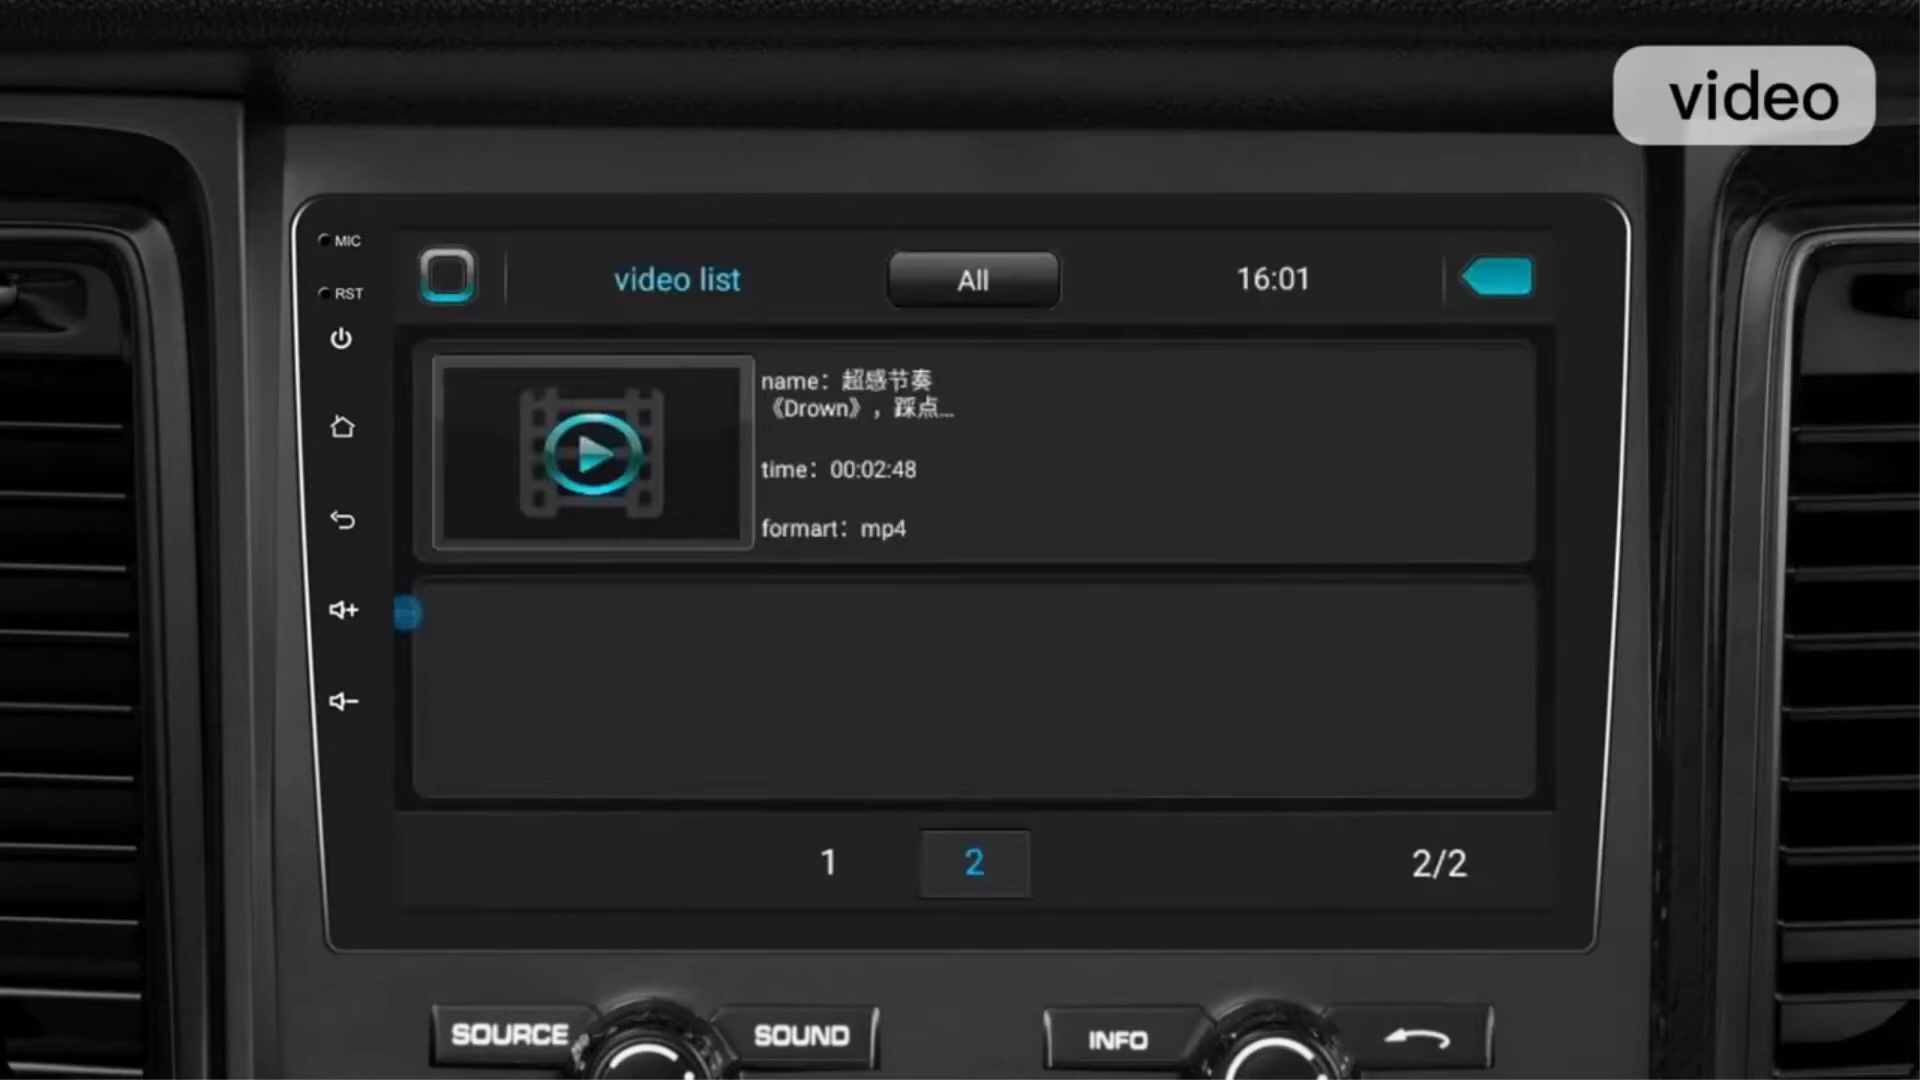 video
MIC
RST
video list
All
16:01
name：超感节奏
《Drown》，踩点...
time：00:02:48
formart：mp4
1
2
2/2
SOURCE
SOUND
INFO